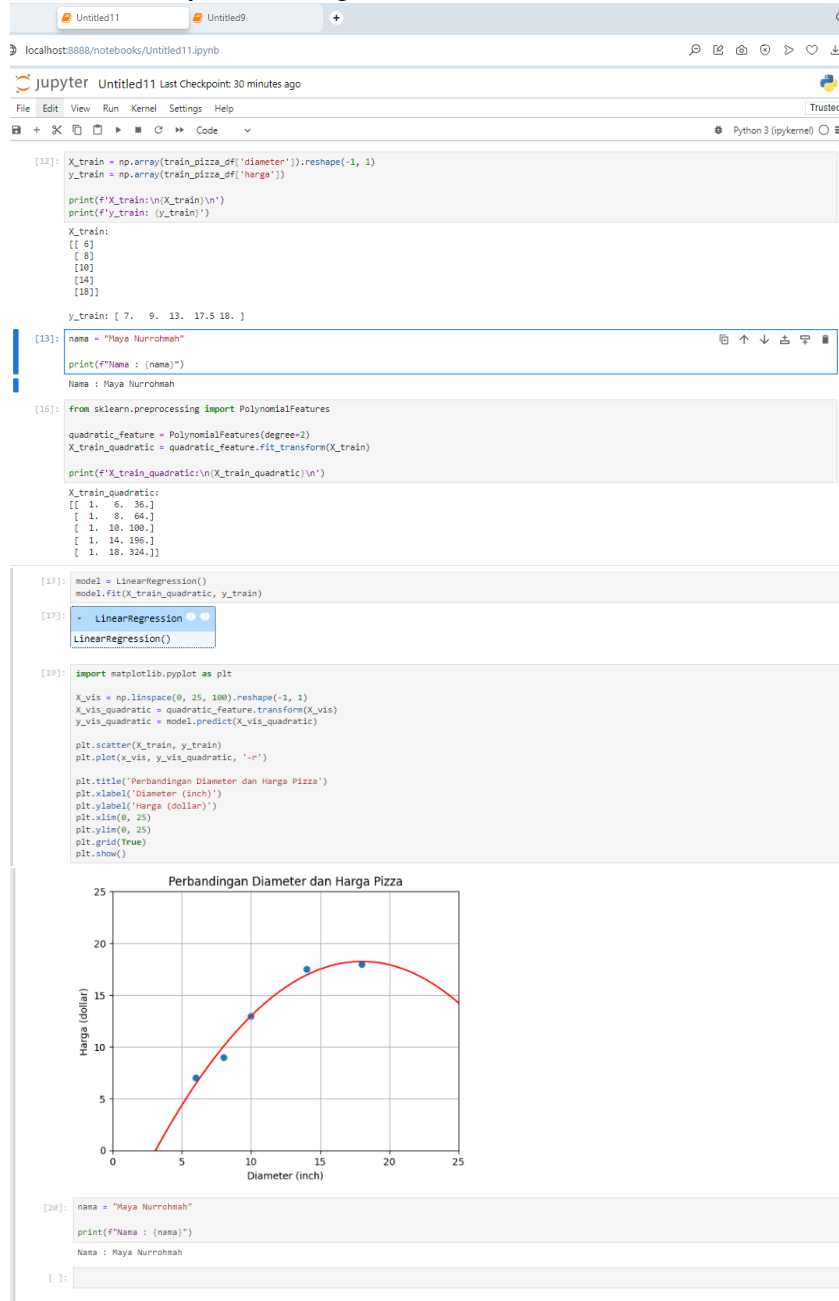 Untitled11 Untitled9
localhost:8888/notebooks/Untitled11.ipynb
jupyter Untitled11 Last Checkpoint: 30 minutes ago
File Edit View Run Kernel Settings Help Trusted
Code Python 3 (ipykernel)
[12]: X_train = np.array(train_pizza_df['diameter']).reshape(-1, 1)
y_train = np.array(train_pizza_df['harga'])
print(f'X_train:\n{X_train}\n')
print(f'y_train: {y_train}')
X_train:
[[ 6]
[ 8]
[10]
[14]
[18]]
y_train: [ 7. 9. 13. 17.5 18. ]
[13]: nama = "Maya Nurrohmah"
print(f"Nama : {nama}")
Nama : Maya Nurrohmah
[16]: from sklearn.preprocessing import PolynomialFeatures
quadratic_feature = PolynomialFeatures(degree=2)
X_train_quadratic = quadratic_feature.fit_transform(X_train)
print(f'X_train_quadratic:\n{X_train_quadratic}\n')
X_train_quadratic:
[[ 1. 6. 36.]
[ 1. 8. 64.]
[ 1. 10. 100.]
[ 1. 14. 196.]
[ 1. 18. 324.]]
[17]: model = LinearRegression()
model.fit(X_train_quadratic, y_train)
[17]: LinearRegression
LinearRegression()
[19]: import matplotlib.pyplot as plt
X_vis = np.linspace(0, 25, 100).reshape(-1, 1)
X_vis_quadratic = quadratic_feature.transform(X_vis)
y_vis_quadratic = model.predict(X_vis_quadratic)
plt.scatter(X_train, y_train)
plt.plot(x_vis, y_vis_quadratic, '-r')
plt.title('Perbandingan Diameter dan Harga Pizza')
plt.xlabel('Diameter (inch)')
plt.ylabel('Harga (dollar)')
plt.xlim(0, 25)
plt.ylim(0, 25)
plt.grid(True)
plt.show()
Perbandingan Diameter dan Harga Pizza
25
20
15
10
5
0
Harga (dollar)
0 5 10 15 20 25
Diameter (inch)
[20]: nama = "Maya Nurrohmah"
print(f"Nama : {nama}")
Nama : Maya Nurrohmah
[ ]: